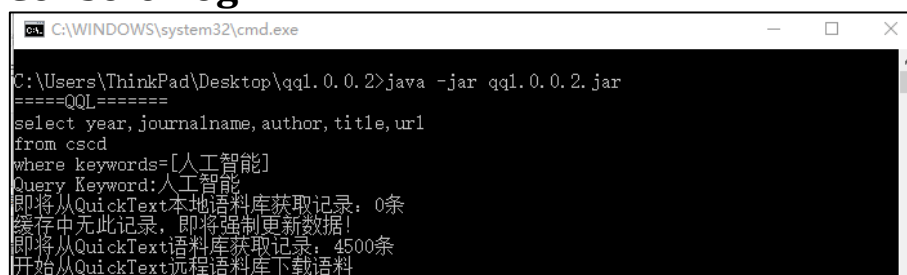 C:\WINDOWS\system32\cmd.exe
C:\Users\ThinkPad\Desktop\qql.0.0.2>java -jar qql.0.0.2.jar
=====QQL=======
select year,journalname,author,title,url
from cscd
where keywords=[人工智能]
Query Keyword:人工智能
即将从QuickText本地语料库获取记录：0条
缓存中无此记录，即将强制更新数据！
即将从QuickText语料库获取记录：4500条
开始从QuickText远程语料库下载语料